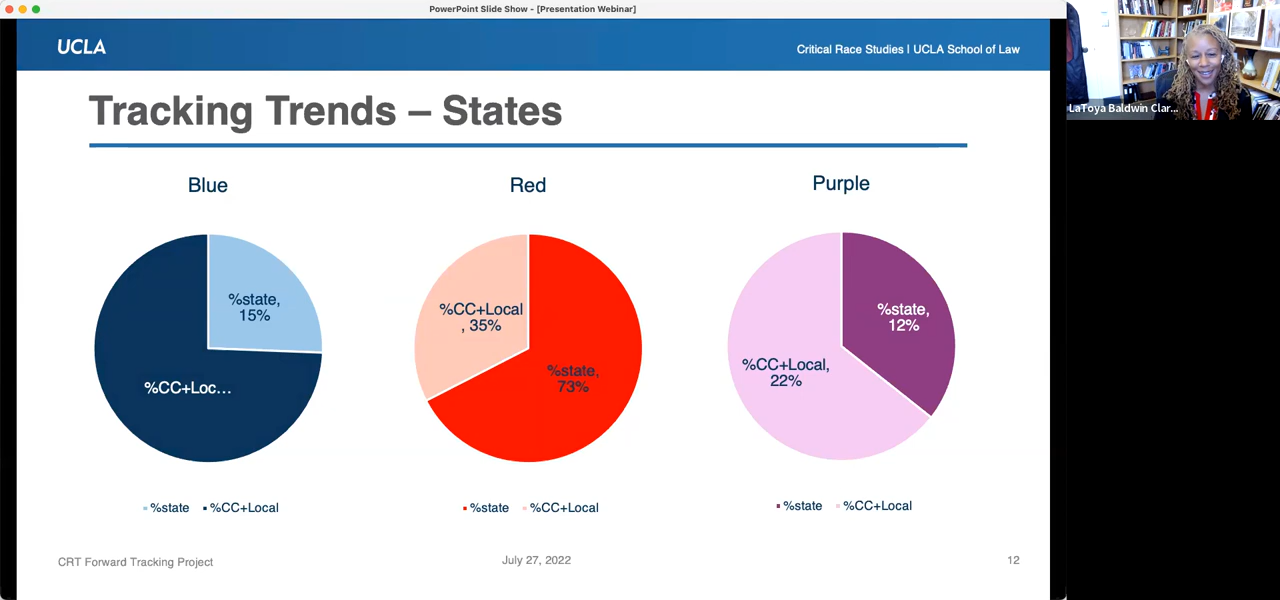 PowerPoint Slide Show - [Presentation Webinar]
UCLA
Critical Race Studies | UCLA School of Law
LaToya Baldwin Clar...
Tracking Trends – States
Blue
Red
Purple
%state,
15%
%CC+Loc...
%CC+Local
, 35%
%state,
73%
%state,
12%
%CC+Local,
22%
%state %CC+Local
%state %CC+Local
%state %CC+Local
CRT Forward Tracking Project
July 27, 2022
12